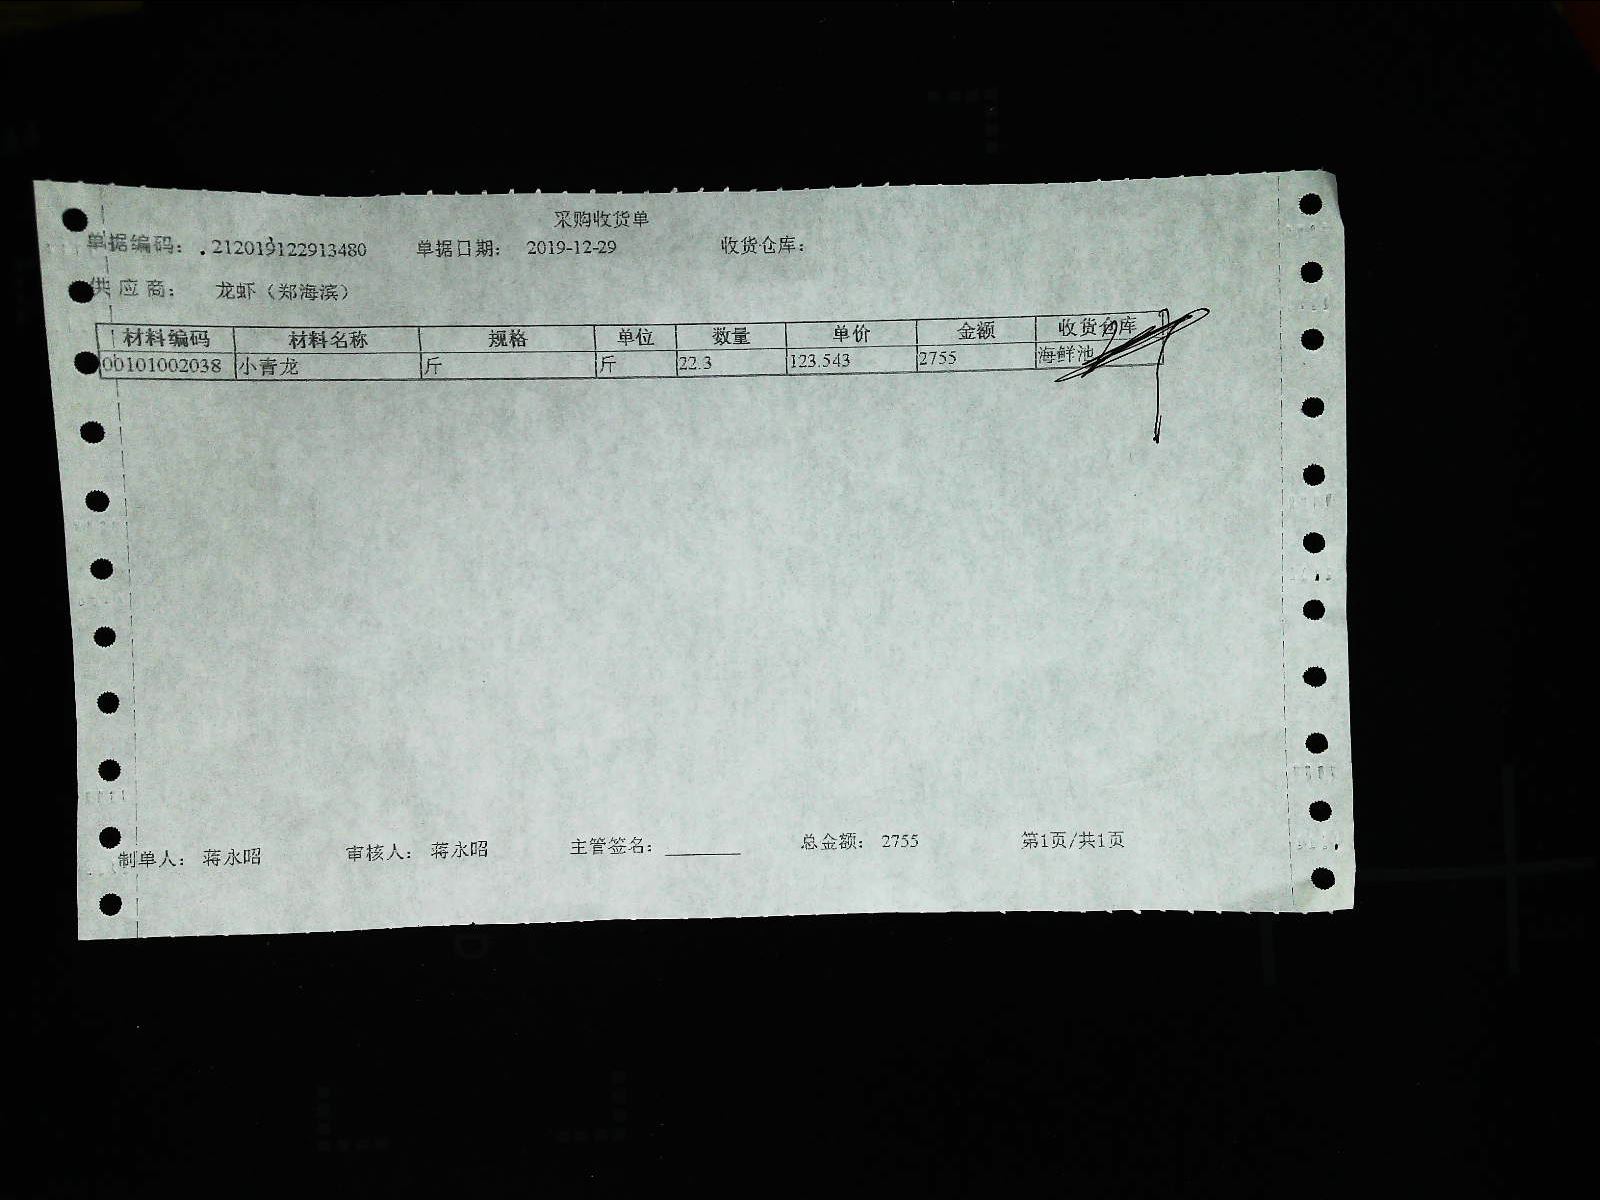 采购收货单
单据编码： .212019122913480 单据日期： 2019-12-29 收货仓库：
供应商： 龙虾（郑海滨）
材料编码 材料名称 规格 单位 数量 单价 金额 收货仓库
00101002038 小青龙 斤 斤 22.3 123.543 2755 海鲜池
制单人： 蒋永昭 审核人： 蒋永昭 主管签名：________ 总金额： 2755 第1页/共1页